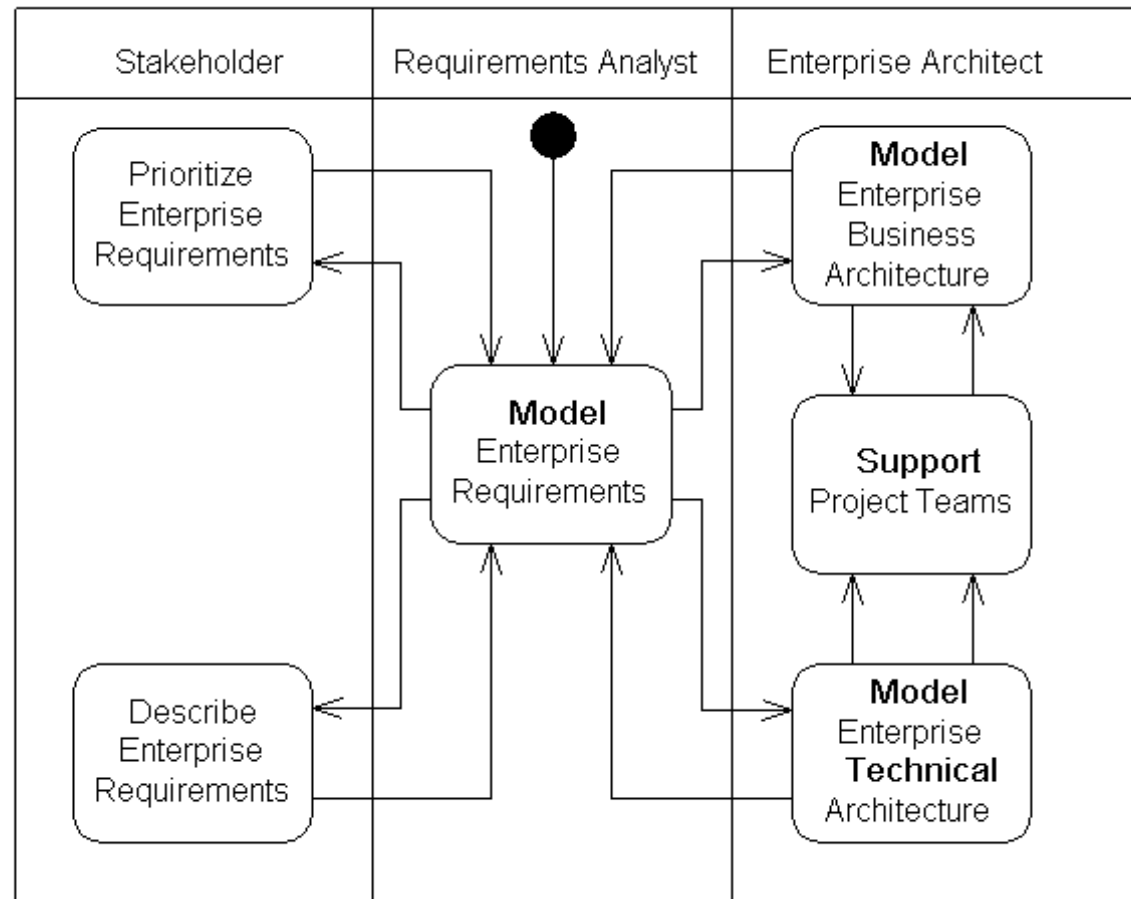 Stakeholder
Requirements Analyst
Enterprise Architect
Prioritize
Enterprise
Requirements
Model
Enterprise
Business
Architecture
Model
Enterprise
Requirements
Support
Project Teams
Describe
Enterprise
Requirements
Model
Enterprise
Technical
Architecture